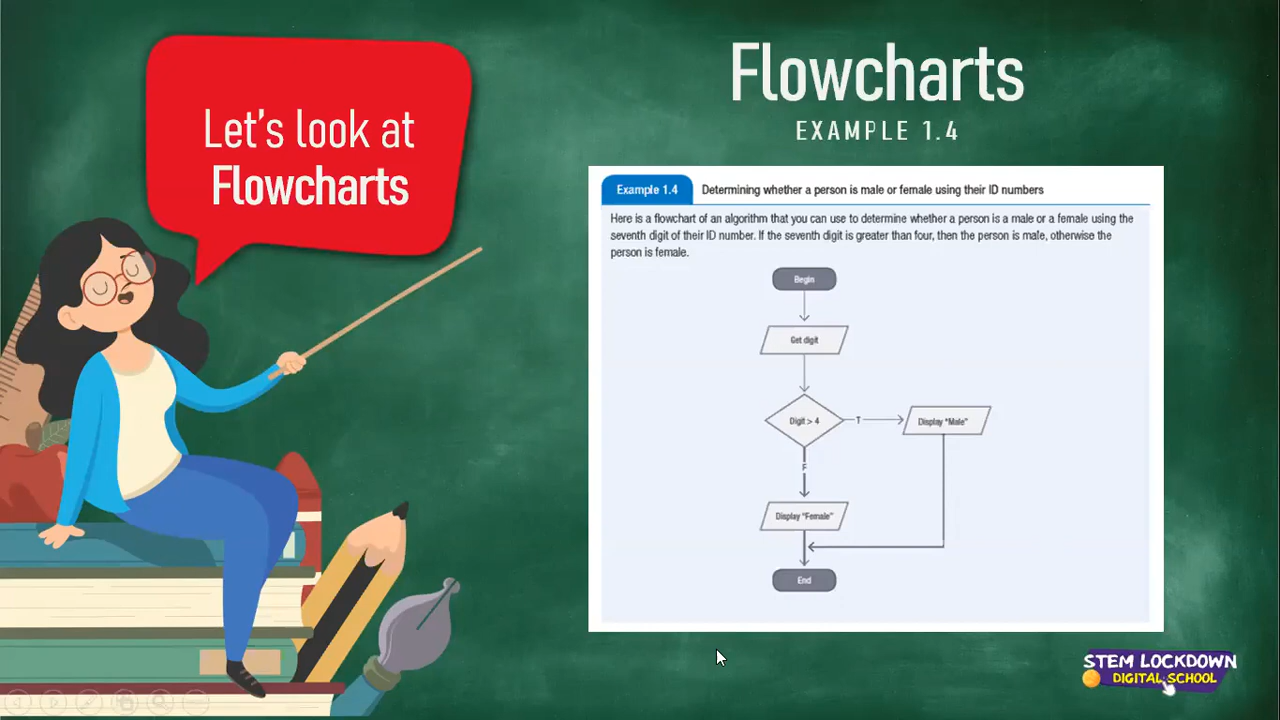 Let's look at
Flowcharts
Flowcharts
EXAMPLE 1.4
Example 1.4 Determining whether a person is male or female using their ID numbers
Here is a flowchart of an algorithm that you can use to determine whether a person is a male or a female using the
seventh digit of their ID number. If the seventh digit is greater than four, then the person is male, otherwise the
person is female.
Begin
Get digit
Digit > 4
T
Display "Male"
F
Display "Female"
End
STEM LOCKDOWN
DIGITAL SCHOOL